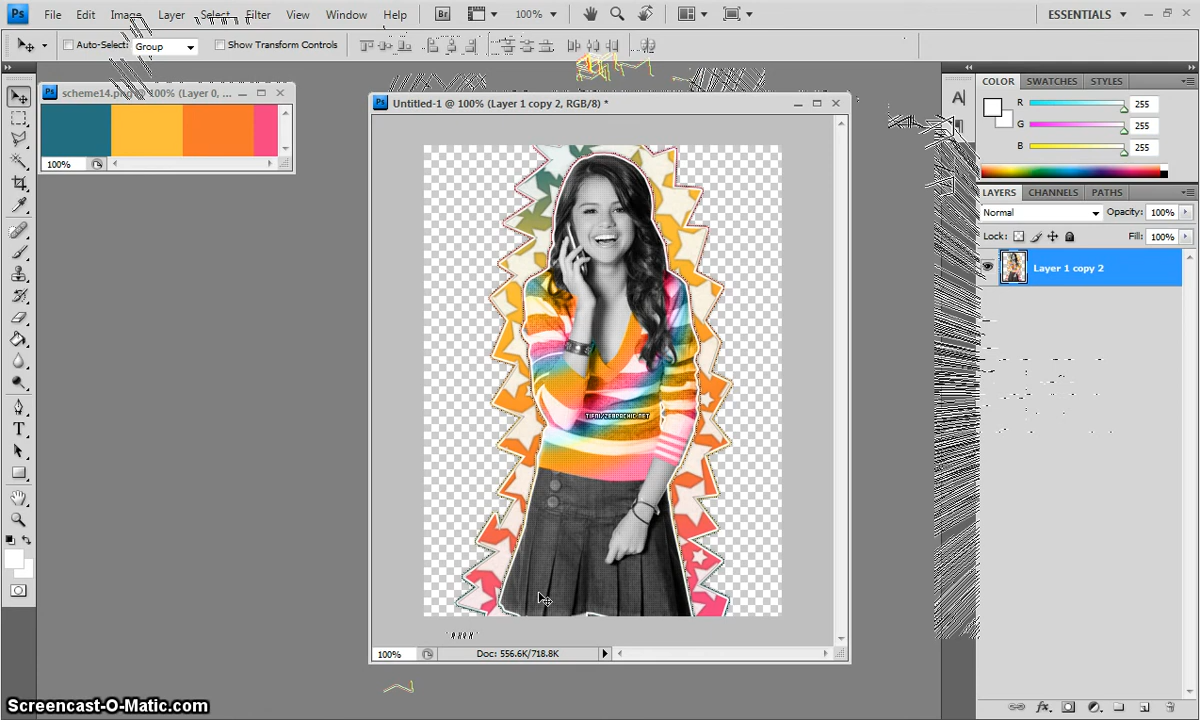 Ps File Edit Image Layer Select Filter View Window Help Br 100% ESSENTIALS
Auto-Select: Group Show Transform Controls
scheme14.png @ 100% (Layer 0, ...
100%
Untitled-1 @ 100% (Layer 1 copy 2, RGB/8) *
100% Doc: 556.6K/718.8K
COLOR SWATCHES STYLES
R 255
G 255
B 255
LAYERS CHANNELS PATHS
Normal Opacity: 100%
Lock: Fill: 100%
Layer 1 copy 2
Screencast-O-Matic.com